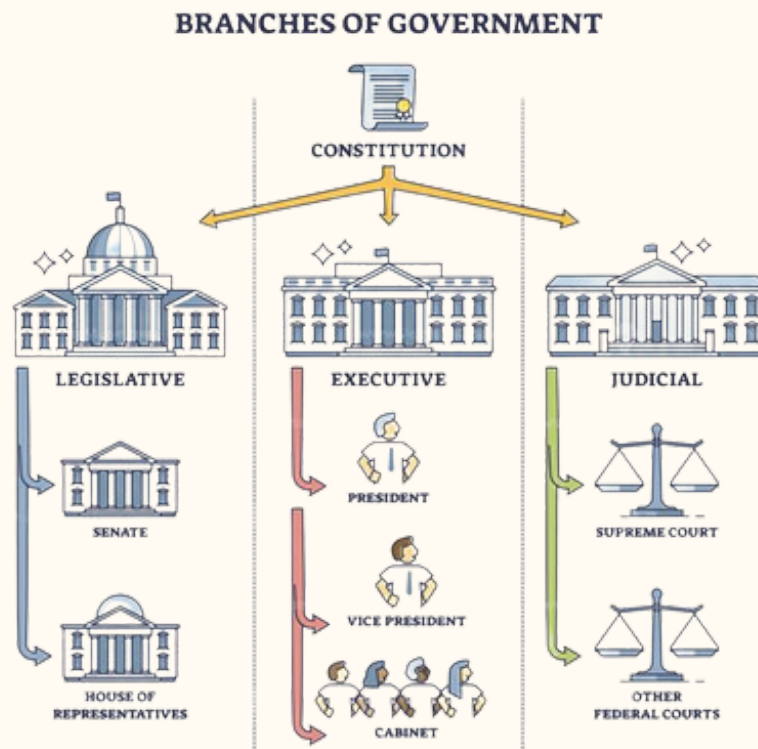 BRANCHES OF GOVERNMENT
CONSTITUTION
LEGISLATIVE
SENATE
HOUSE OF
REPRESENTATIVES
EXECUTIVE
PRESIDENT
VICE PRESIDENT
CABINET
JUDICIAL
SUPREME COURT
OTHER
FEDERAL COURTS